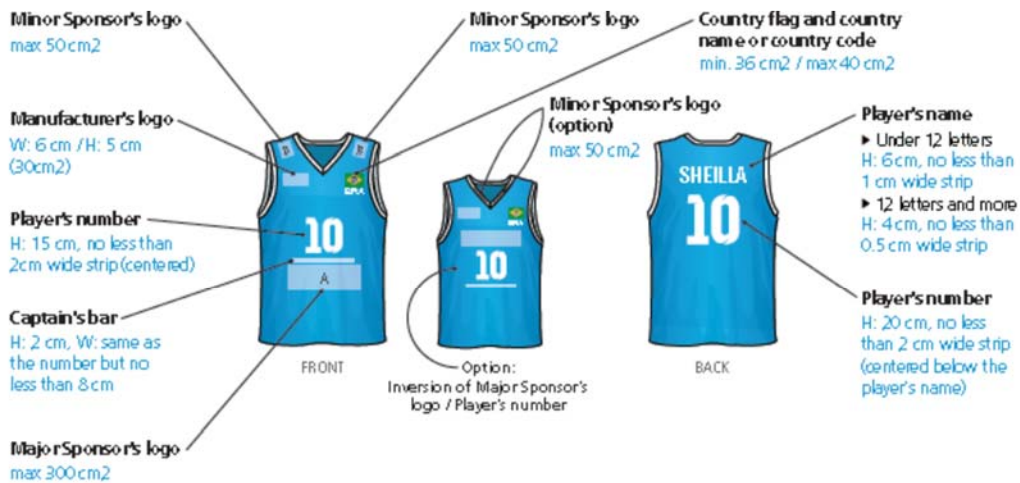 Minor Sponsor's logo
max 50 cm2
Minor Sponsor's logo
max 50 cm2
Country flag and country
name or country code
min. 36 cm2 / max 40 cm2
Manufacturer's logo
W: 6 cm / H: 5 cm
(30cm2)
Minor Sponsor's logo
(option)
max 50 cm2
Player's name
▸ Under 12 letters
H: 6 cm, no less than
1 cm wide strip
▸ 12 letters and more
H: 4 cm, no less than
0.5 cm wide strip
Player's number
H: 15 cm, no less than
2cm wide strip (centered)
Captain's bar
H: 2 cm, W: same as
the number but no
less than 8 cm
Major Sponsor's logo
max 300 cm2
BRA
10
A
FRONT
BRA
10
Option:
Inversion of Major Sponsor's
logo / Player's number
SHEILLA
10
BACK
Player's number
H: 20 cm, no less
than 2 cm wide strip
(centered below the
player's name)